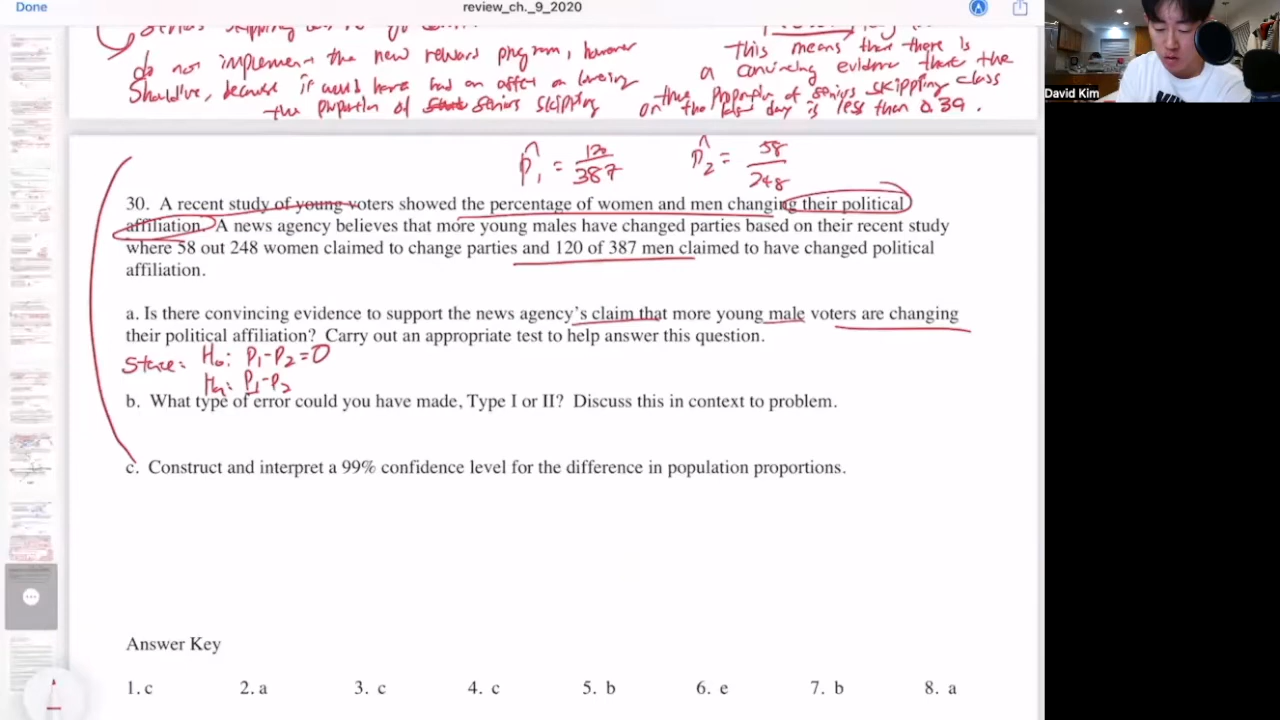 Done
review_ch._9_2020
do not implement the new reward program, however
should've, because it would have had an affect on lowering
the proportion of seniors skipping
This means that there is
a convincing evidence that the
true proportion of seniors skipping class
on the last day is less than 0.39.
David Kim
p̂₁ = 120/387 p̂₂ = 58/248
30. A recent study of young voters showed the percentage of women and men changing their political
affiliation. A news agency believes that more young males have changed parties based on their recent study
where 58 out 248 women claimed to change parties and 120 of 387 men claimed to have changed political
affiliation.
a. Is there convincing evidence to support the news agency's claim that more young male voters are changing
their political affiliation? Carry out an appropriate test to help answer this question.
State: H₀: P₁-P₂=0
Hₐ: P₁-P₂
b. What type of error could you have made, Type I or II? Discuss this in context to problem.
c. Construct and interpret a 99% confidence level for the difference in population proportions.
Answer Key
1. c 2. a 3. c 4. c 5. b 6. e 7. b 8. a